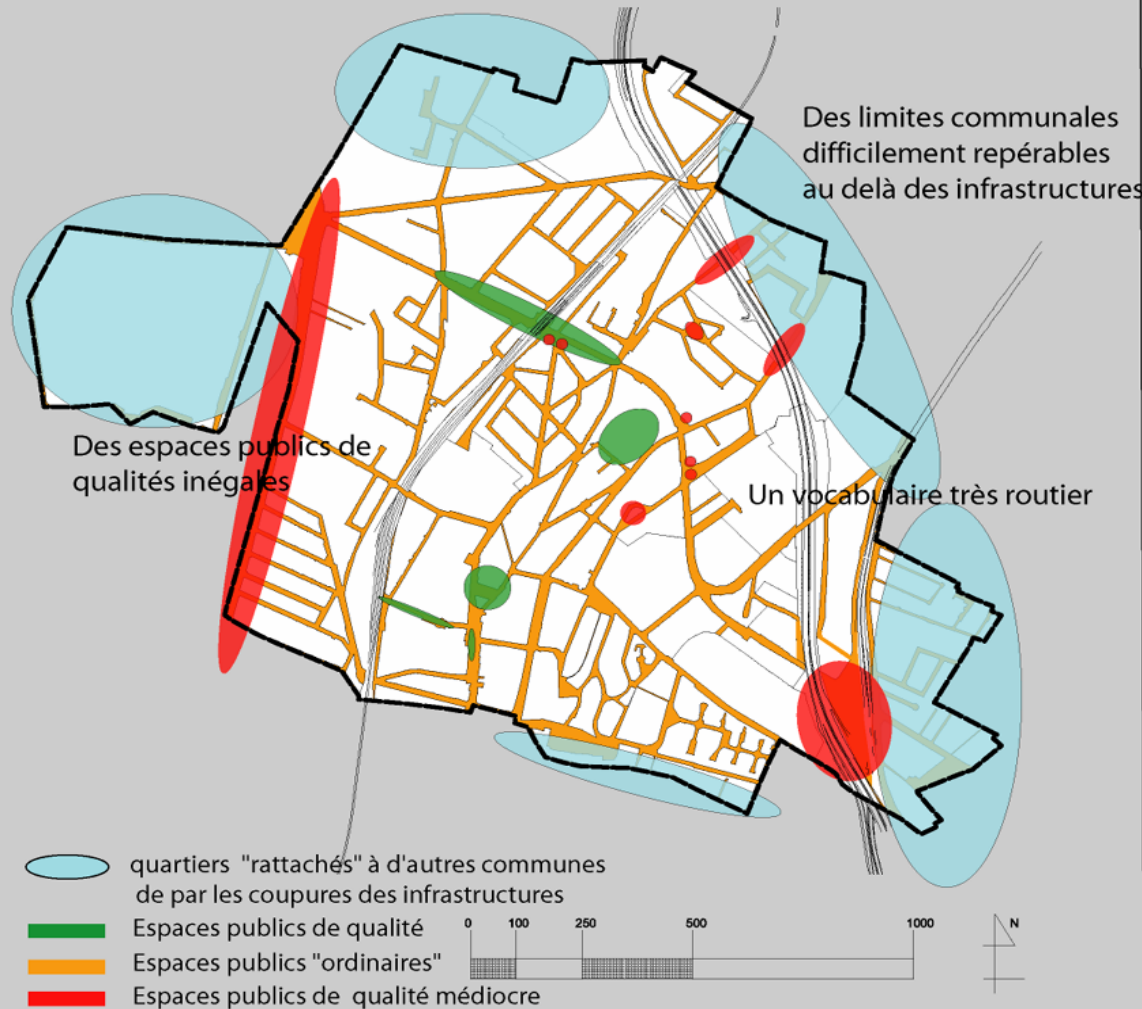 Des limites communales
difficilement repérables
au delà des infrastructures
Des espaces publics de
qualités inégales
Un vocabulaire très routier
quartiers "rattachés" à d'autres communes
de par les coupures des infrastructures
Espaces publics de qualité
Espaces publics "ordinaires"
Espaces publics de qualité médiocre
0 100 250 500 1000
N